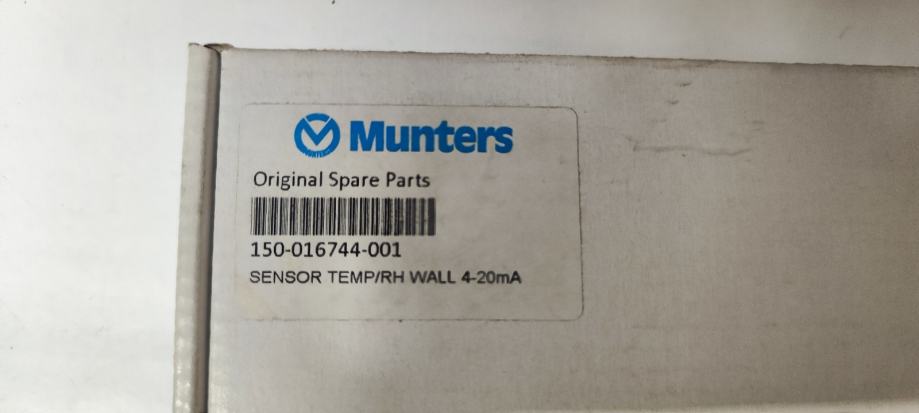 Munters
Original Spare Parts
150-016744-001
SENSOR TEMP/RH WALL 4-20mA